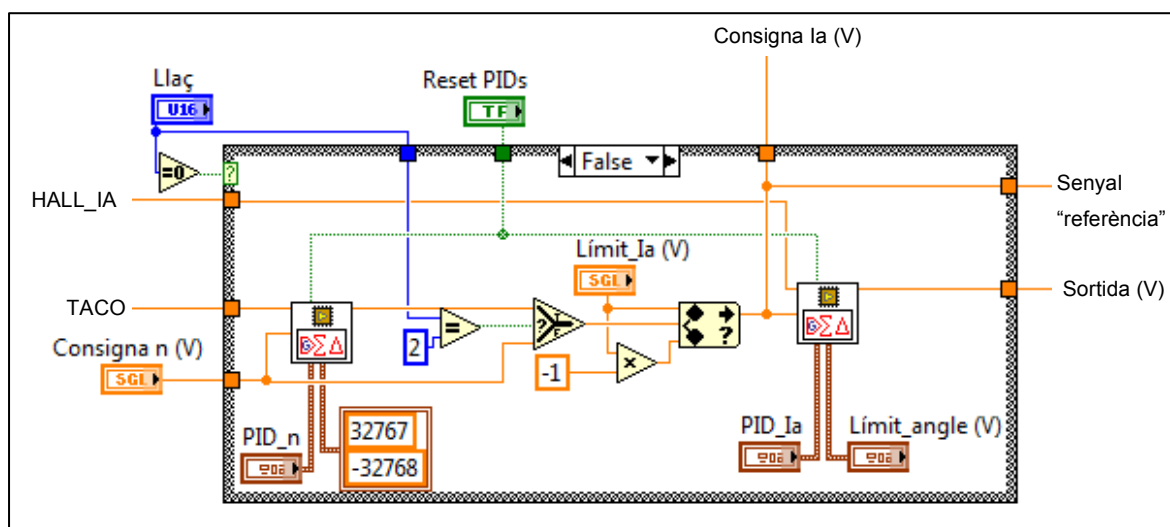 Consigna Ia (V)
Llaç
U16
Reset PIDs
TF
False
=0
?
HALL_IA
Senyal
“referència”
Límit_Ia (V)
SGL
TACO
Sortida (V)
?
T
F
=
2
?
Consigna n (V)
SGL
-1
×
PID_n
32767
-32768
PID_Ia
Límit_angle (V)